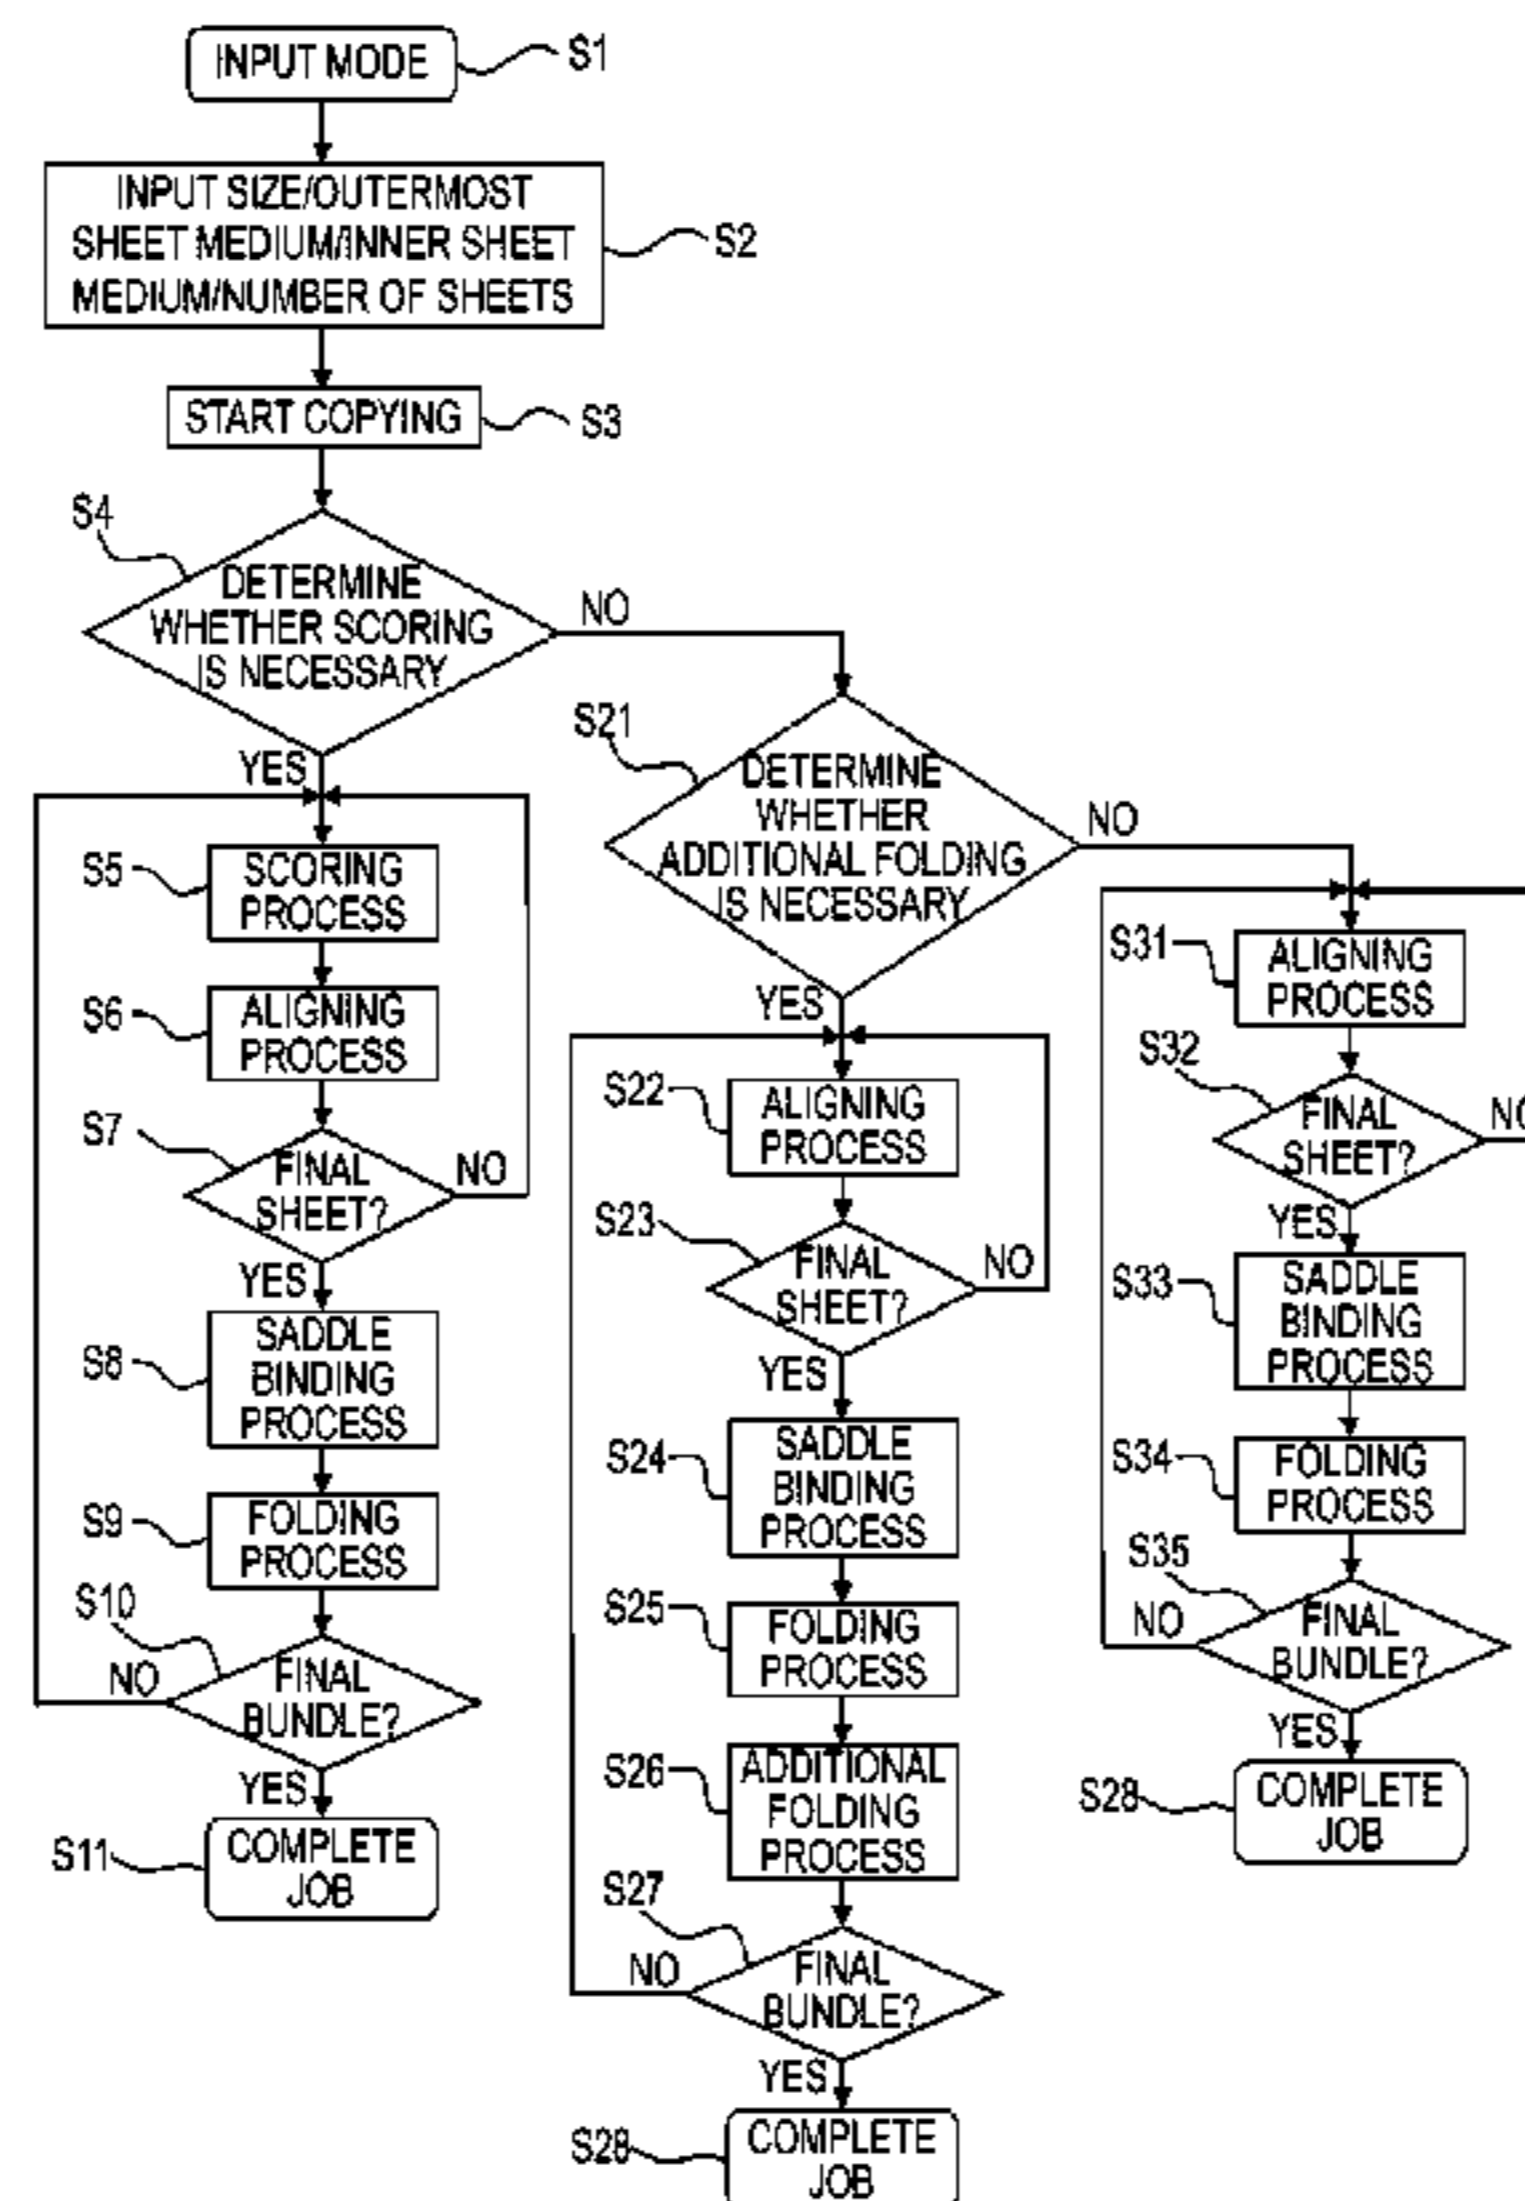 INPUT MODE
S1
INPUT SIZE/OUTERMOST
SHEET MEDIUM/INNER SHEET
MEDIUM/NUMBER OF SHEETS
S2
START COPYING
S3
S4
DETERMINE
WHETHER SCORING
IS NECESSARY
NO
YES
S5
SCORING
PROCESS
S6
ALIGNING
PROCESS
S7
FINAL
SHEET?
NO
YES
S8
SADDLE
BINDING
PROCESS
S9
FOLDING
PROCESS
S10
FINAL
BUNDLE?
NO
YES
S11
COMPLETE
JOB
S21
DETERMINE
WHETHER
ADDITIONAL FOLDING
IS NECESSARY
NO
YES
S22
ALIGNING
PROCESS
S23
FINAL
SHEET?
NO
YES
S24
SADDLE
BINDING
PROCESS
S25
FOLDING
PROCESS
S26
ADDITIONAL
FOLDING
PROCESS
S27
FINAL
BUNDLE?
NO
YES
S28
COMPLETE
JOB
S31
ALIGNING
PROCESS
S32
FINAL
SHEET?
NO
YES
S33
SADDLE
BINDING
PROCESS
S34
FOLDING
PROCESS
S35
FINAL
BUNDLE?
NO
YES
S28
COMPLETE
JOB